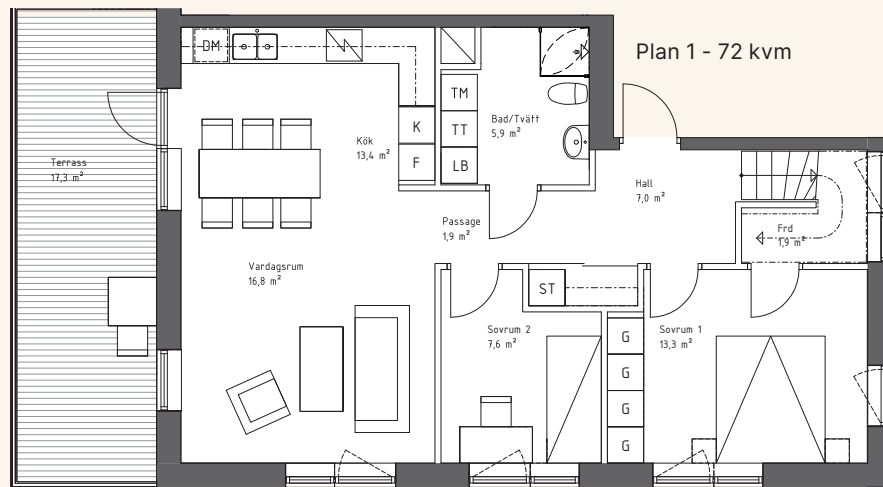 Plan 1 - 72 kvm
DM
TM
TT
LB
K
F
Bad/Tvätt
5,9 m²
Kök
13,4 m²
Terrass
17,3 m²
Hall
7,0 m²
Passage
1,9 m²
Frd
1,9 m²
Vardagsrum
16,8 m²
ST
Sovrum 2
7,6 m²
Sovrum 1
13,3 m²
G
G
G
G